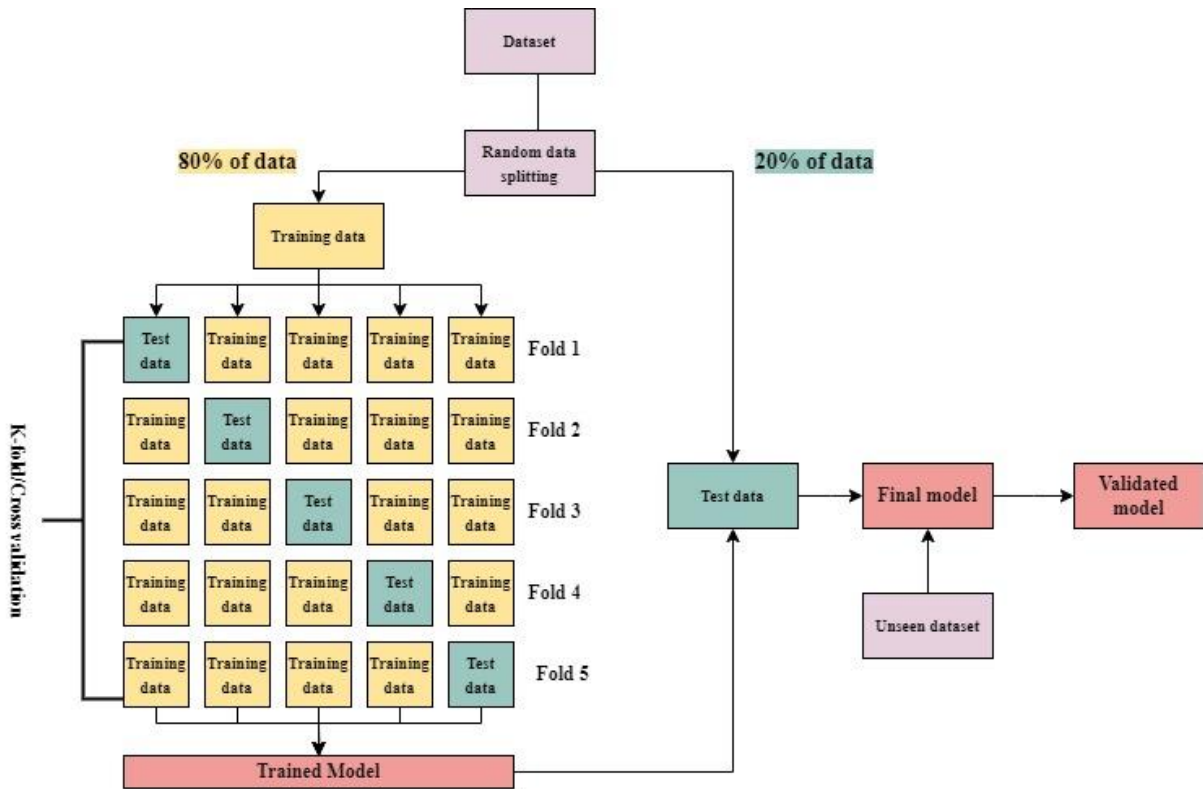 Dataset
80% of data
Random data
splitting
20% of data
Training data
Test
data
Training
data
Training
data
Training
data
Training
data
Fold 1
Training
data
Test
data
Training
data
Training
data
Training
data
Fold 2
Training
data
Training
data
Test
data
Training
data
Training
data
Fold 3
Training
data
Training
data
Training
data
Test
data
Training
data
Fold 4
Training
data
Training
data
Training
data
Training
data
Test
data
Fold 5
K-fold/Cross validation
Trained Model
Test data
Final model
Validated
model
Unseen dataset